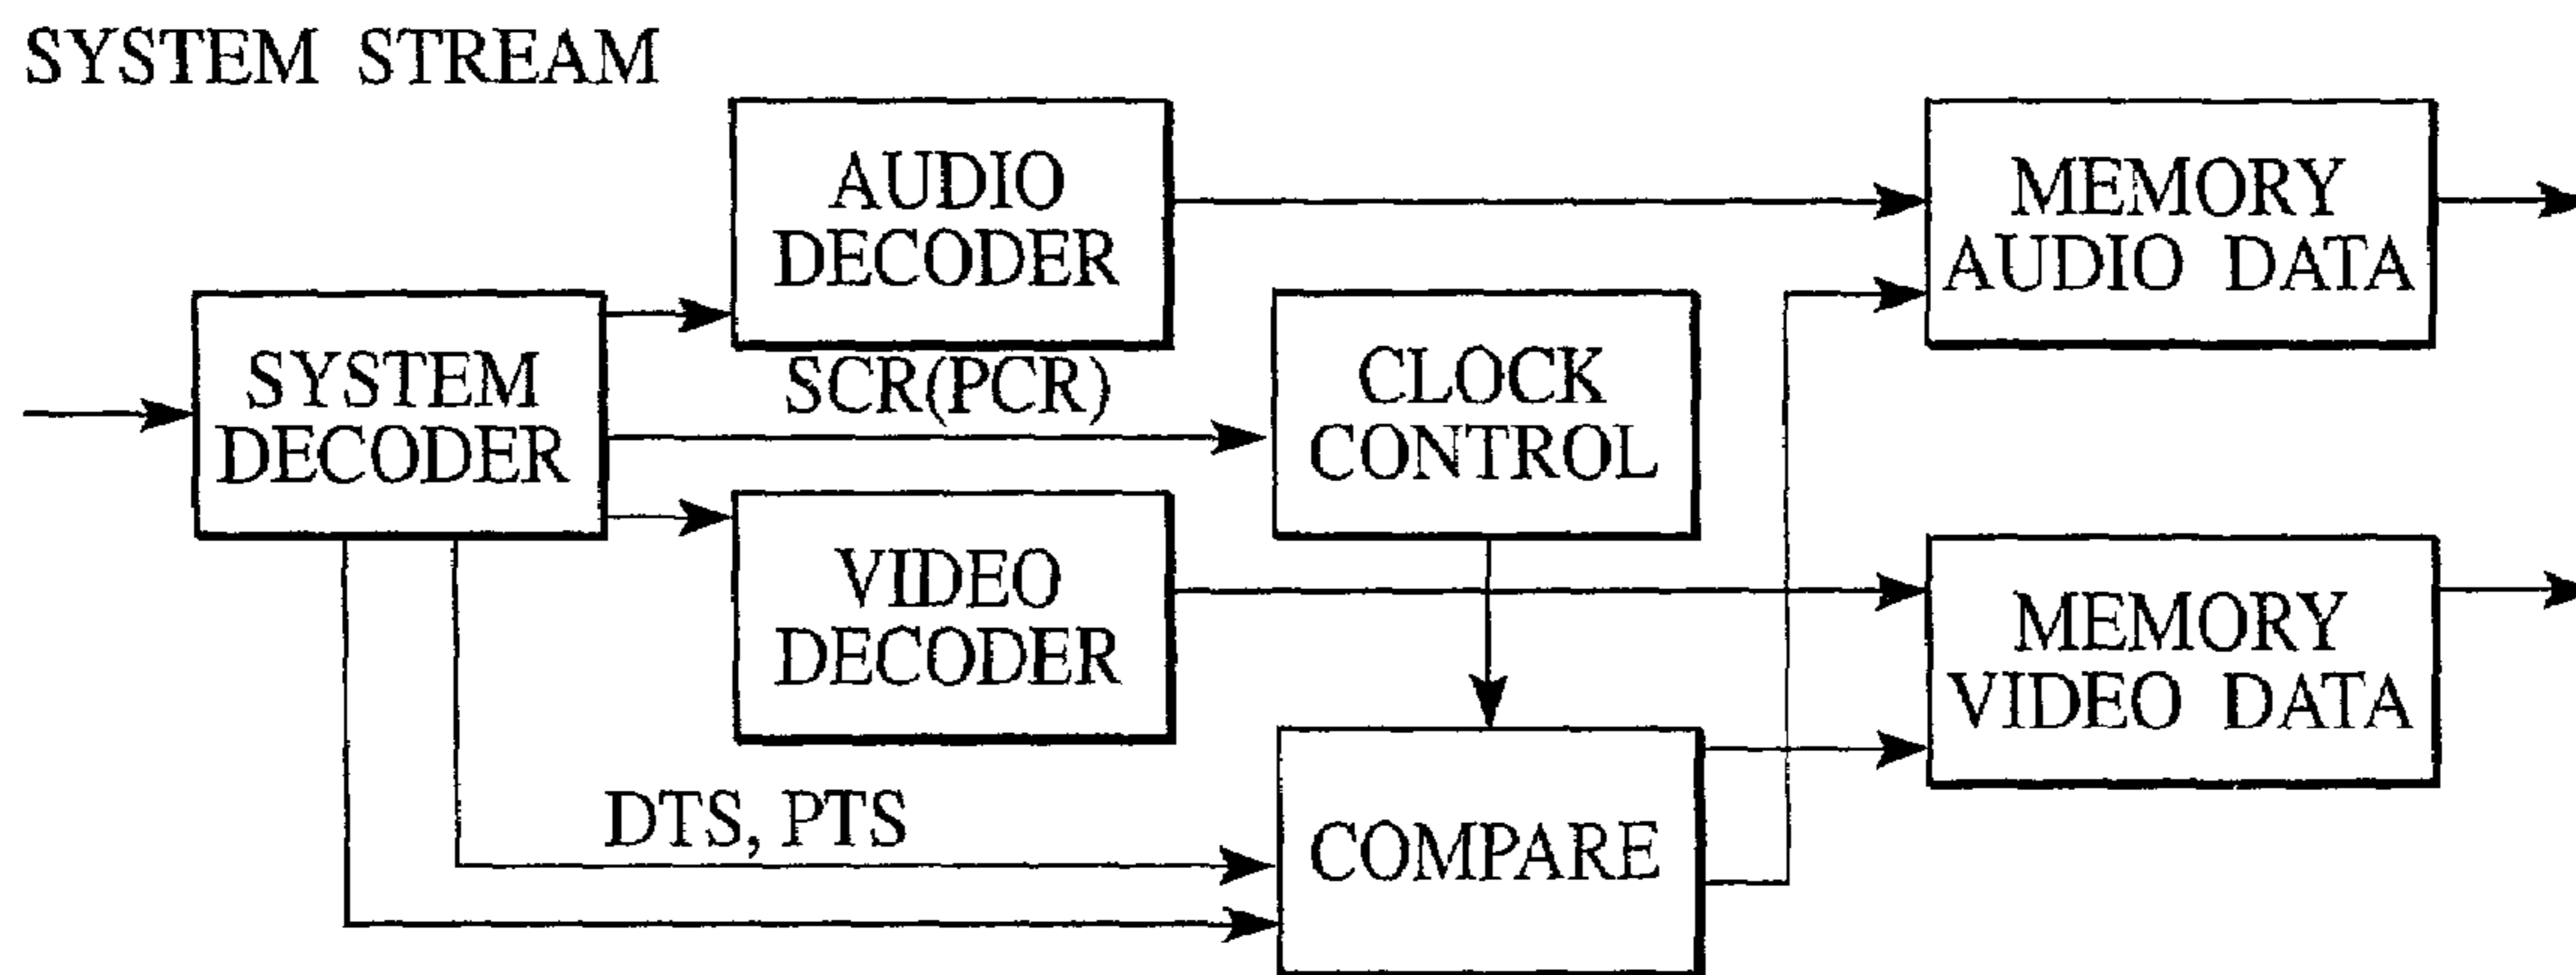 SYSTEM STREAM
AUDIO
DECODER
MEMORY
AUDIO DATA
SYSTEM
DECODER
SCR(PCR)
CLOCK
CONTROL
VIDEO
DECODER
MEMORY
VIDEO DATA
DTS, PTS
COMPARE